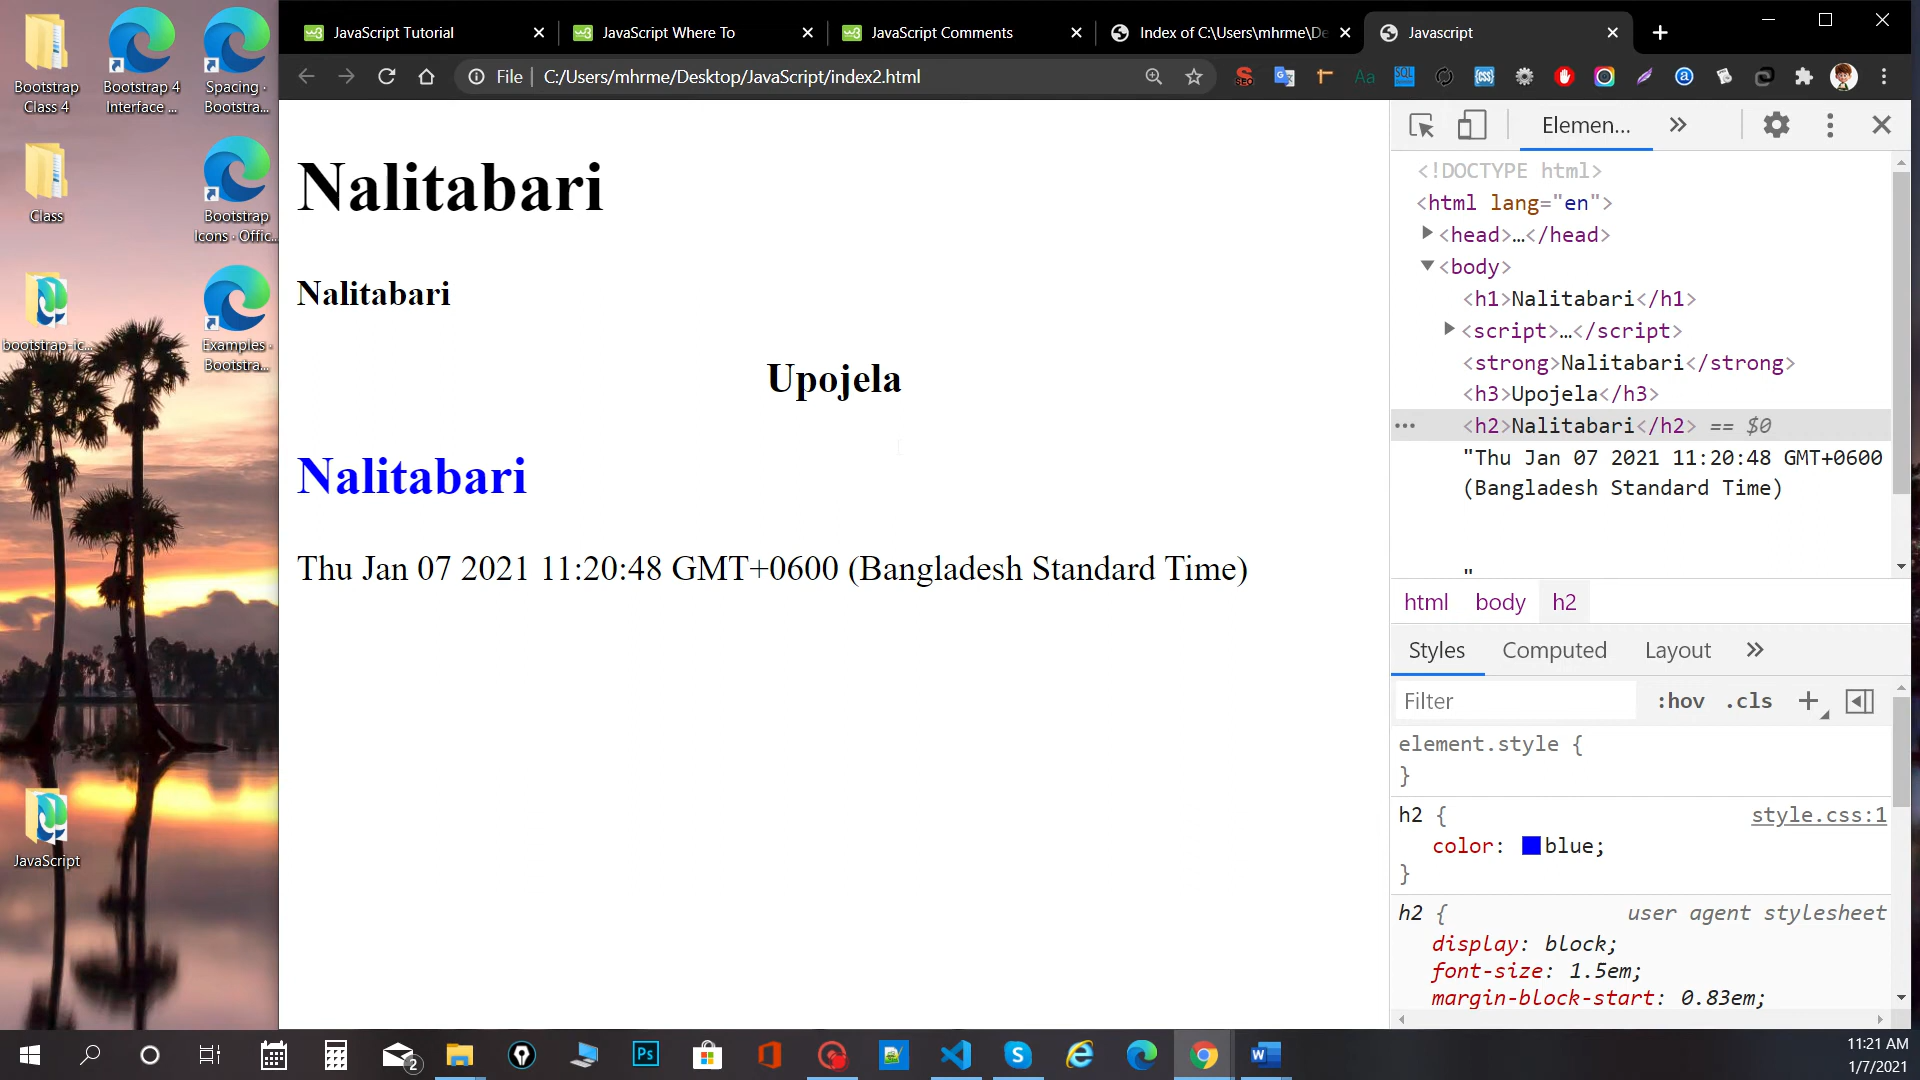 Bootstrap
Class 4
Bootstrap 4
Interface ...
Spacing ·
Bootstra...
Class
Bootstrap
Icons · Offic...
bootstrap-ic...
Examples ·
Bootstra...
JavaScript
JavaScript Tutorial
JavaScript Where To
JavaScript Comments
Index of C:\Users\mhrme\De
Javascript
File
C:/Users/mhrme/Desktop/JavaScript/index2.html
Nalitabari
Nalitabari
Upojela
Nalitabari
Thu Jan 07 2021 11:20:48 GMT+0600 (Bangladesh Standard Time)
Elemen...
<!DOCTYPE html>
<html lang="en">
<head>…</head>
<body>
<h1>Nalitabari</h1>
<script>…</script>
<strong>Nalitabari</strong>
<h3>Upojela</h3>
<h2>Nalitabari</h2> == $0
"Thu Jan 07 2021 11:20:48 GMT+0600
(Bangladesh Standard Time)
"
html body h2
Styles Computed Layout
Filter :hov .cls
element.style {
}
h2 { style.css:1
color: blue;
}
h2 { user agent stylesheet
display: block;
font-size: 1.5em;
margin-block-start: 0.83em;
2
Ps
11:21 AM
1/7/2021